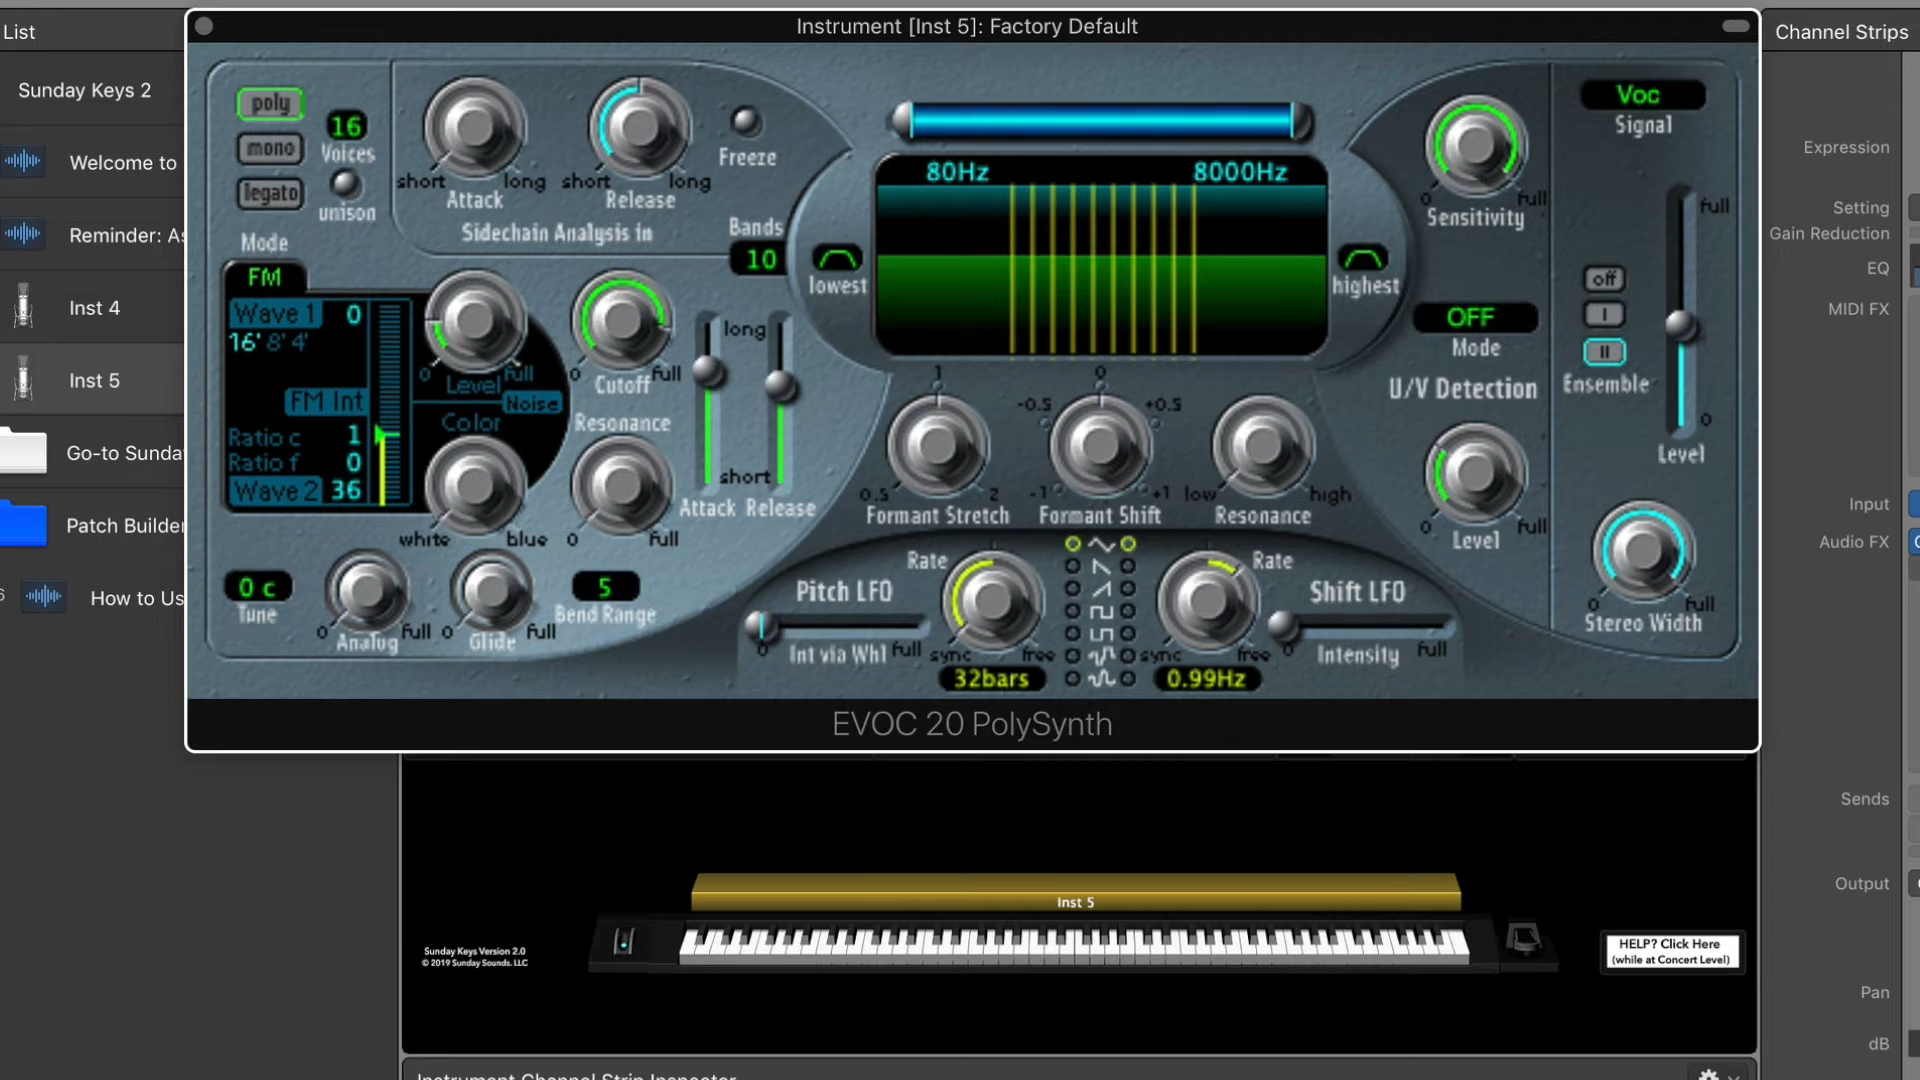 Instrument [Inst 5]: Factory Default
List
Sunday Keys 2
Welcome to
Reminder: As
Inst 4
Inst 5
Go-to Sunda
Patch Builder
6
How to Us
poly
mono
legato
Mode
16
Voices
unison
short
long
Attack
short
long
Release
Freeze
Sidechain Analysis in
Bands
10
FM
Wave 1 0
16' 8' 4'
FM Int
Ratio c 1
Ratio f 0
Wave 2 36
0
full
Level
Noise
Color
white
blue
0
full
Cutoff
Resonance
0
full
long
short
Attack
Release
0 c
Tune
0
full
Analog
0
full
Glide
5
Bend Range
80Hz
8000Hz
lowest
highest
1
0.5
2
Formant Stretch
0
-0.5
+0.5
-1
+1
Formant Shift
low
high
Resonance
Pitch LFO
Rate
0
Int via Whl
full
sync
free
32bars
Rate
sync
free
0.99Hz
Shift LFO
0
Intensity
full
0
full
Sensitivity
OFF
Mode
U/V Detection
0
full
Level
Voc
Signal
off
I
II
Ensemble
full
0
Level
0
full
Stereo Width
EVOC 20 PolySynth
Channel Strips
Expression
Setting
Gain Reduction
EQ
MIDI FX
Input
Audio FX
Sends
Output
Pan
dB
Inst 5
Sunday Keys Version 2.0
© 2019 Sunday Sounds. LLC
HELP? Click Here
(while at Concert Level)
Instrument Channel Strip Inspector